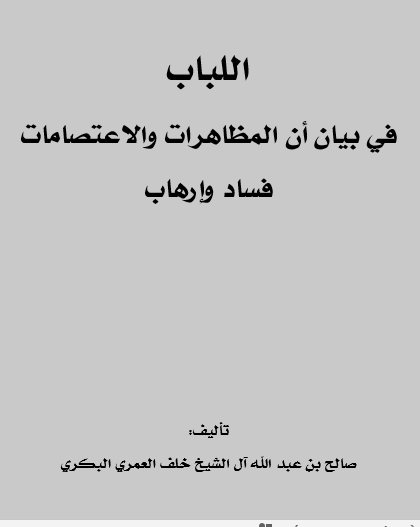 اللباب
في بيان أن المظاهرات والاعتصامات
فساد وإرهاب
تأليف:
صالح بن عبد الله آل الشيخ خلف العمري البكري